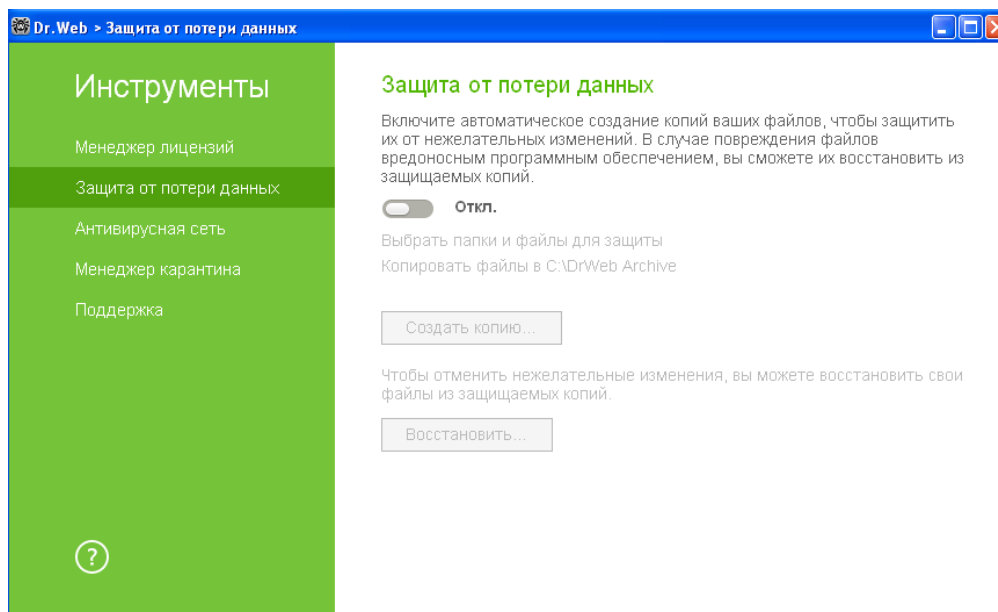 Dr.Web > Защита от потери данных
Инструменты
Менеджер лицензий
Защита от потери данных
Антивирусная сеть
Менеджер карантина
Поддержка
?
Защита от потери данных
Включите автоматическое создание копий ваших файлов, чтобы защитить
их от нежелательных изменений. В случае повреждения файлов
вредоносным программным обеспечением, вы сможете их восстановить из
защищаемых копий.
Откл.
Выбрать папки и файлы для защиты
Копировать файлы в C:\DrWeb Archive
Создать копию...
Чтобы отменить нежелательные изменения, вы можете восстановить свои
файлы из защищаемых копий.
Восстановить...